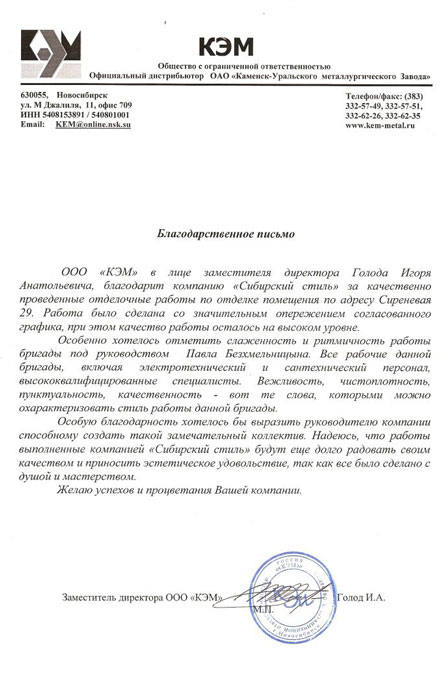 КЭМ
КЭМ
Общество с ограниченной ответственностью
Официальный дистрибьютор ОАО «Каменск-Уральского металлургического Завода»
630055, Новосибирск
ул. М Джалиля, 11, офис 709
ИНН 5408153891 / 540801001
Email: KEM@online.nsk.su
Телефон/факс: (383)
332-57-49, 332-57-51,
332-62-26, 332-62-35
www.kem-metal.ru
Благодарственное письмо
ООО «КЭМ» в лице заместителя директора Голода Игоря
Анатольевича, благодарит компанию «Сибирский стиль» за качественно
проведенные отделочные работы по отделке помещения по адресу Сиреневая
29. Работа было сделана со значительным опережением согласованного
графика, при этом качество работы осталось на высоком уровне.
Особенно хотелось отметить слаженность и ритмичность работы
бригады под руководством Павла Безхмельницына. Все рабочие данной
бригады, включая электротехнический и сантехнический персонал,
высококвалифицированные специалисты. Вежливость, чистоплотность,
пунктуальность, качественность - вот те слова, которыми можно
охарактеризовать стиль работы данной бригады.
Особую благодарность хотелось бы выразить руководителю компании
способному создать такой замечательный коллектив. Надеюсь, что работы
выполненные компанией «Сибирский стиль» будут еще долго радовать своим
качеством и приносить эстетическое удовольствие, так как все было сделано с
душой и мастерством.
Желаю успехов и процветания Вашей компании.
Заместитель директора ООО «КЭМ» Голод И.А.
М.П.